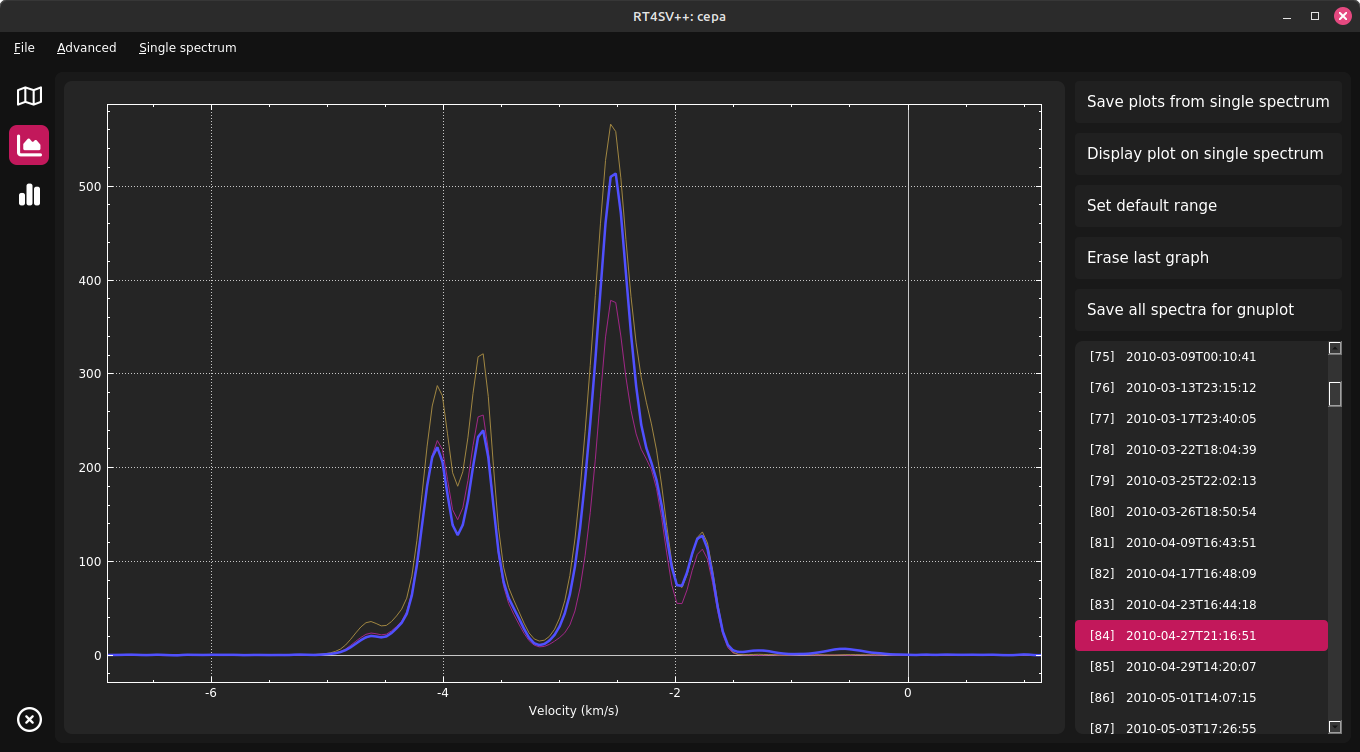 RT4SV++: cepa
File Advanced Single spectrum
500
400
300
200
100
0
-6 -4 -2 0
Velocity (km/s)
Save plots from single spectrum
Display plot on single spectrum
Set default range
Erase last graph
Save all spectra for gnuplot
[75] 2010-03-09T00:10:41
[76] 2010-03-13T23:15:12
[77] 2010-03-17T23:40:05
[78] 2010-03-22T18:04:39
[79] 2010-03-25T22:02:13
[80] 2010-03-26T18:50:54
[81] 2010-04-09T16:43:51
[82] 2010-04-17T16:48:09
[83] 2010-04-23T16:44:18
[84] 2010-04-27T21:16:51
[85] 2010-04-29T14:20:07
[86] 2010-05-01T14:07:15
[87] 2010-05-03T17:26:55